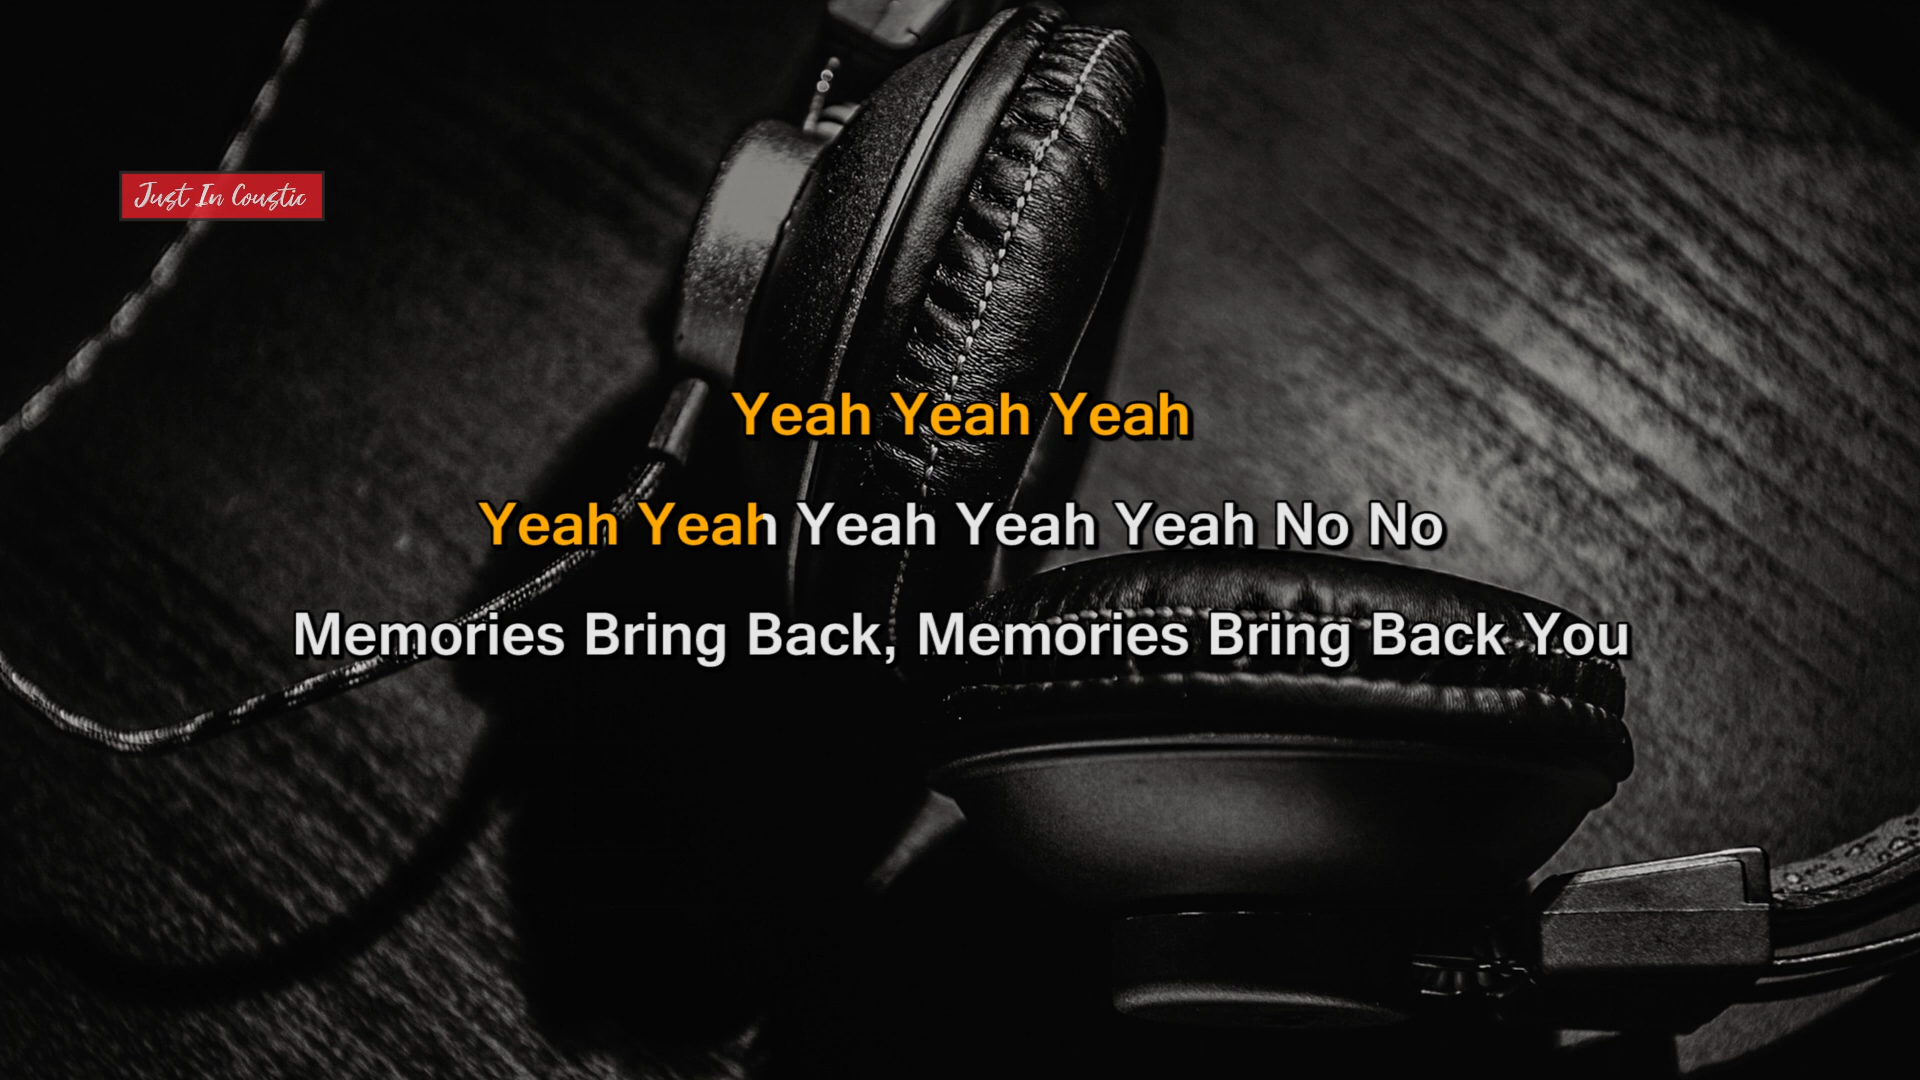 Just In Coustic
Yeah Yeah Yeah
Yeah Yeah Yeah Yeah Yeah No No
Memories Bring Back, Memories Bring Back You